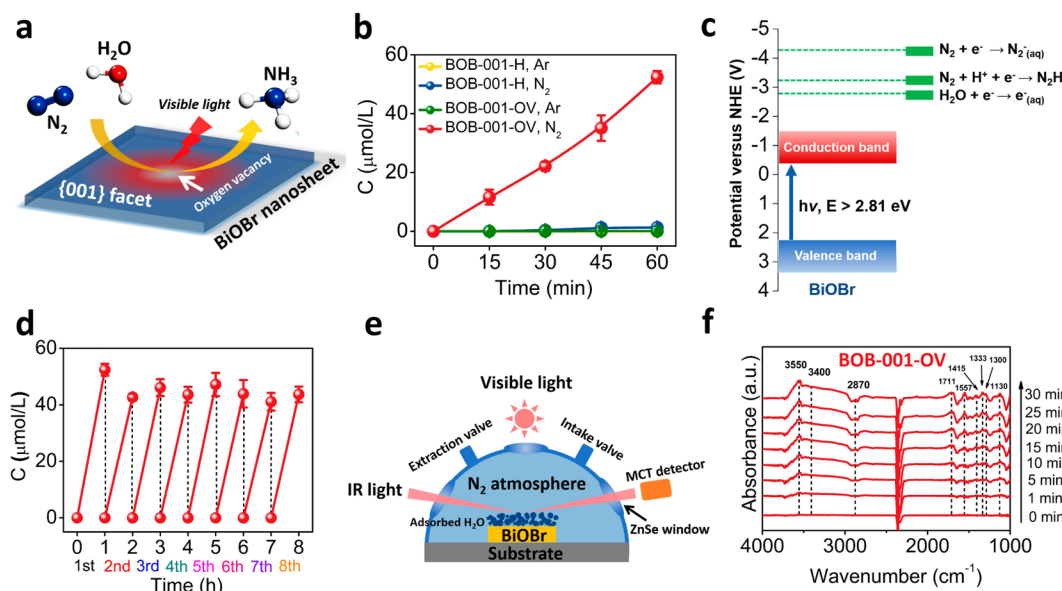 a
H₂O
N₂
NH₃
Visible light
Oxygen vacancy
{001} facet
BiOBr nanosheet
b
C (μmol/L)
60
40
20
0
BOB-001-H, Ar
BOB-001-H, N₂
BOB-001-OV, Ar
BOB-001-OV, N₂
0 15 30 45 60
Time (min)
c
Potential versus NHE (V)
-5
-4
-3
-2
-1
0
1
2
3
4
N₂ + e⁻ → N₂⁻(aq)
N₂ + H⁺ + e⁻→ N₂H
H₂O + e⁻→ e⁻(aq)
Conduction band
hν, E > 2.81 eV
Valence band
BiOBr
d
C (μmol/L)
60
40
20
0
0 1 2 3 4 5 6 7 8
1st 2nd 3rd 4th 5th 6th 7th 8th
Time (h)
e
Visible light
Extraction valve
Intake valve
MCT detector
IR light
N₂ atmosphere
Adsorbed H₂O
BiOBr
ZnSe window
Substrate
f
Absorbance (a.u.)
BOB-001-OV
3550
3400
2870
1711
1557
1415
1333
1300
1130
30 min
25 min
20 min
15 min
10 min
5 min
1 min
0 min
4000 3000 2000 1000
Wavenumber (cm⁻¹)